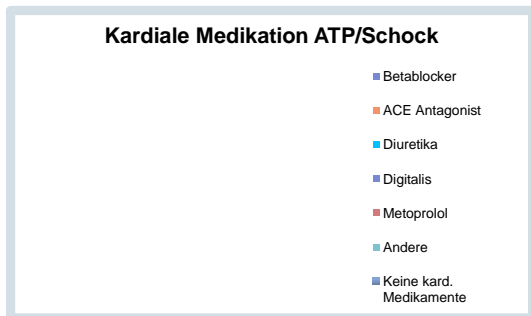 Kardiale Medikation ATP/Schock
Betablocker
ACE Antagonist
Diuretika
Digitalis
Metoprolol
Andere
Keine kard.
Medikamente